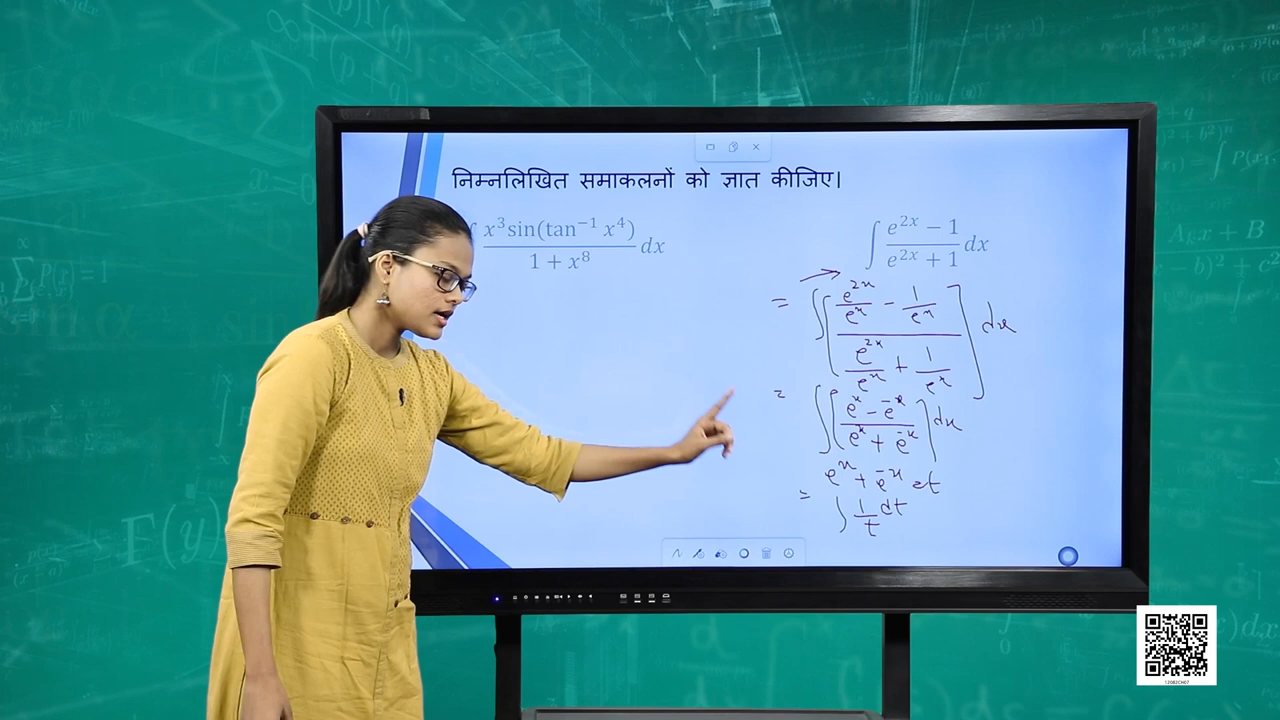 निम्नलिखित समाकलनों को ज्ञात कीजिए।
∫ x³sin(tan⁻¹ x⁴) / 1 + x⁸ dx
∫ e²ˣ − 1 / e²ˣ + 1 dx
= ∫ [ (e²ˣ/eˣ − 1/eˣ) / (e²ˣ/eˣ + 1/eˣ) ] dx
= ∫ [ (eˣ − e⁻ˣ) / (eˣ + e⁻ˣ) ] dx
eˣ + e⁻ˣ = t
= ∫ 1/t dt
12082CH07